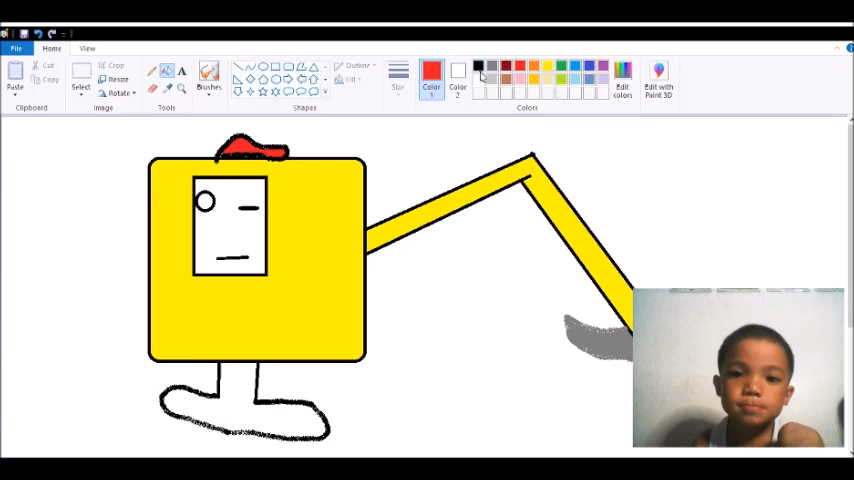 File Home View
Cut
Copy
Paste
Clipboard
Crop
Resize
Rotate
Select
Image
A
Tools
Brushes
Outline
Fill
Shapes
Size
Color
1
Color
2
Edit
colors
Edit with
Paint 3D
Colors